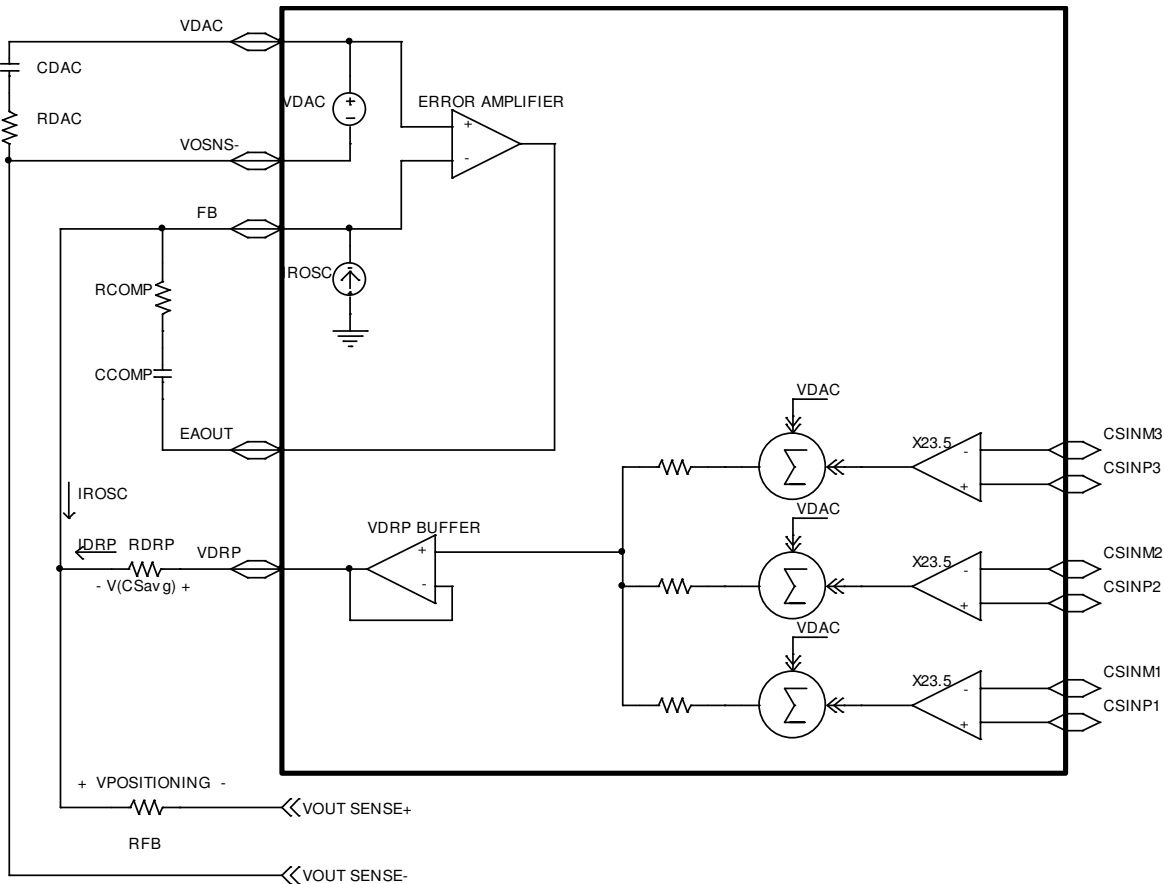 VDAC
CDAC
RDAC
VDAC
+
-
ERROR AMPLIFIER
+
-
VOSNS-
FB
IROSC
RCOMP
CCOMP
EAOUT
IROSC
IDRP
RDRP
VDRP
- V(CSavg) +
VDRP BUFFER
+
-
VDAC
Σ
X23.5
-
+
CSINM3
CSINP3
VDAC
Σ
X23.5
-
+
CSINM2
CSINP2
VDAC
Σ
X23.5
-
+
CSINM1
CSINP1
+ VPOSITIONING -
VOUT SENSE+
RFB
VOUT SENSE-